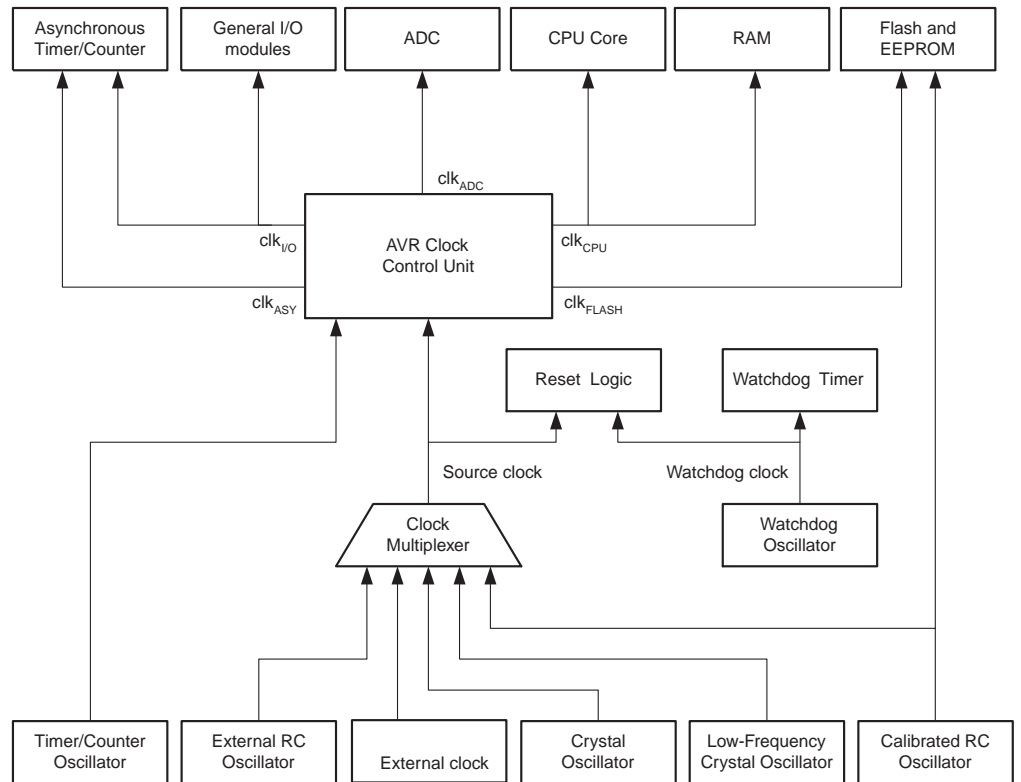 Asynchronous
Timer/Counter
General I/O
modules
ADC
CPU Core
RAM
Flash and
EEPROM
clkADC
clkI/O
AVR Clock
Control Unit
clkCPU
clkASY
clkFLASH
Reset Logic
Watchdog Timer
Source clock
Watchdog clock
Clock
Multiplexer
Watchdog
Oscillator
Timer/Counter
Oscillator
External RC
Oscillator
External clock
Crystal
Oscillator
Low-Frequency
Crystal Oscillator
Calibrated RC
Oscillator